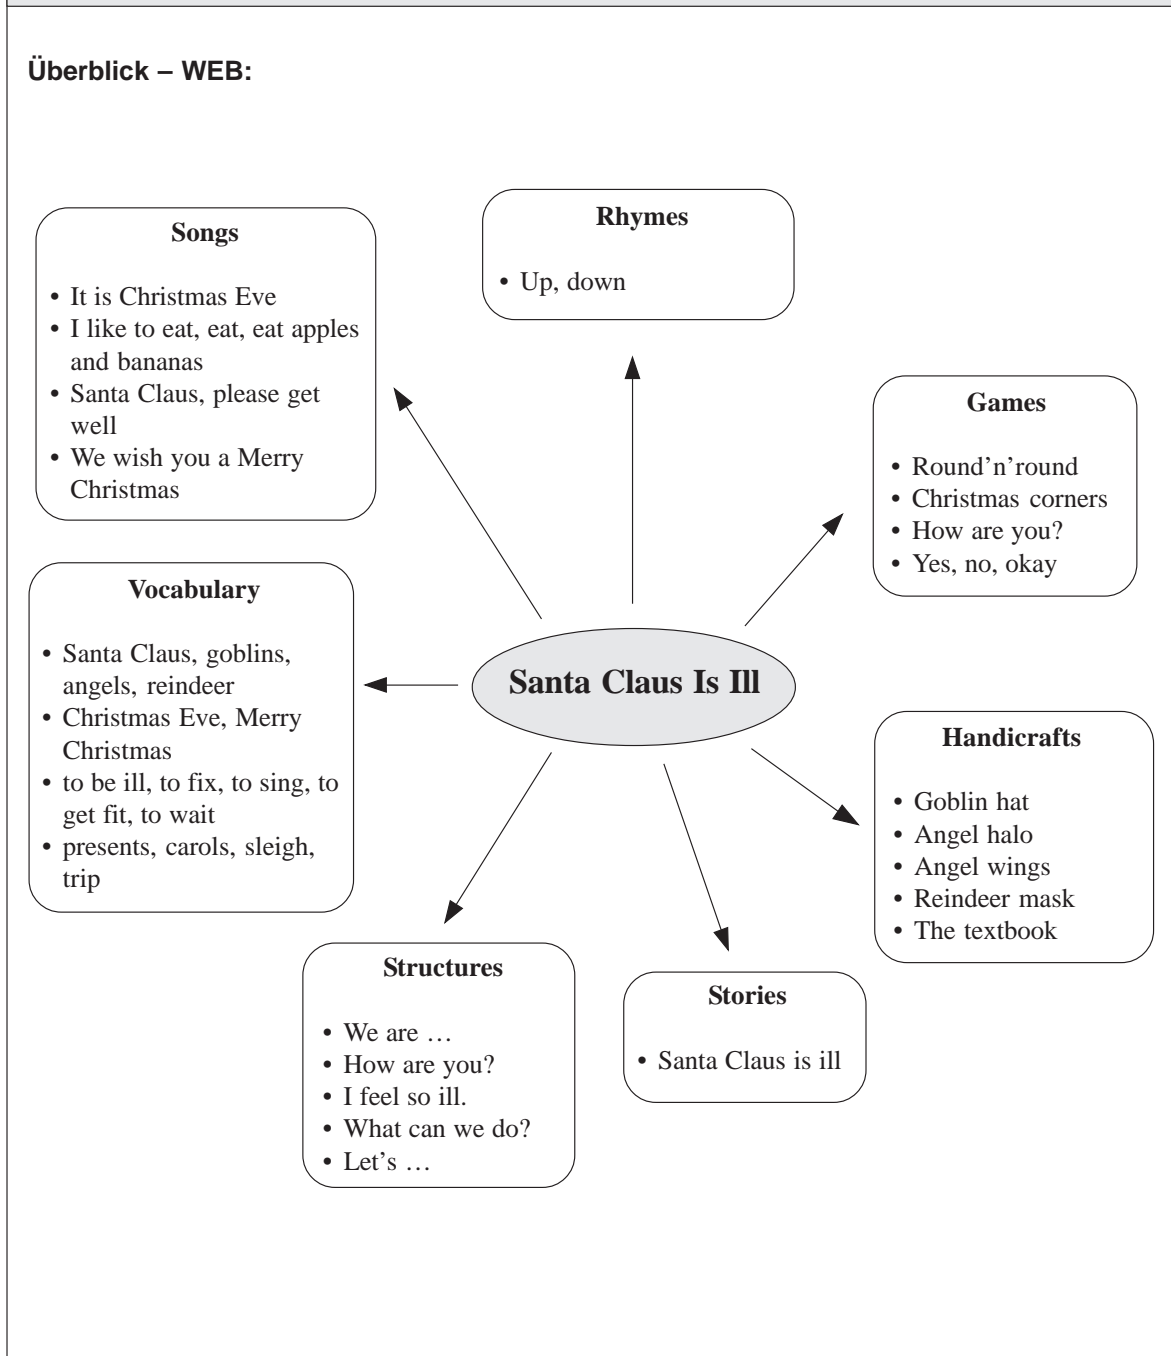 Überblick – WEB:
Songs
• It is Christmas Eve
• I like to eat, eat, eat apples
and bananas
• Santa Claus, please get
well
• We wish you a Merry
Christmas
Rhymes
• Up, down
Games
• Round’n’round
• Christmas corners
• How are you?
• Yes, no, okay
Vocabulary
• Santa Claus, goblins,
angels, reindeer
• Christmas Eve, Merry
Christmas
• to be ill, to fix, to sing, to
get fit, to wait
• presents, carols, sleigh,
trip
Santa Claus Is Ill
Handicrafts
• Goblin hat
• Angel halo
• Angel wings
• Reindeer mask
• The textbook
Structures
• We are …
• How are you?
• I feel so ill.
• What can we do?
• Let’s …
Stories
• Santa Claus is ill